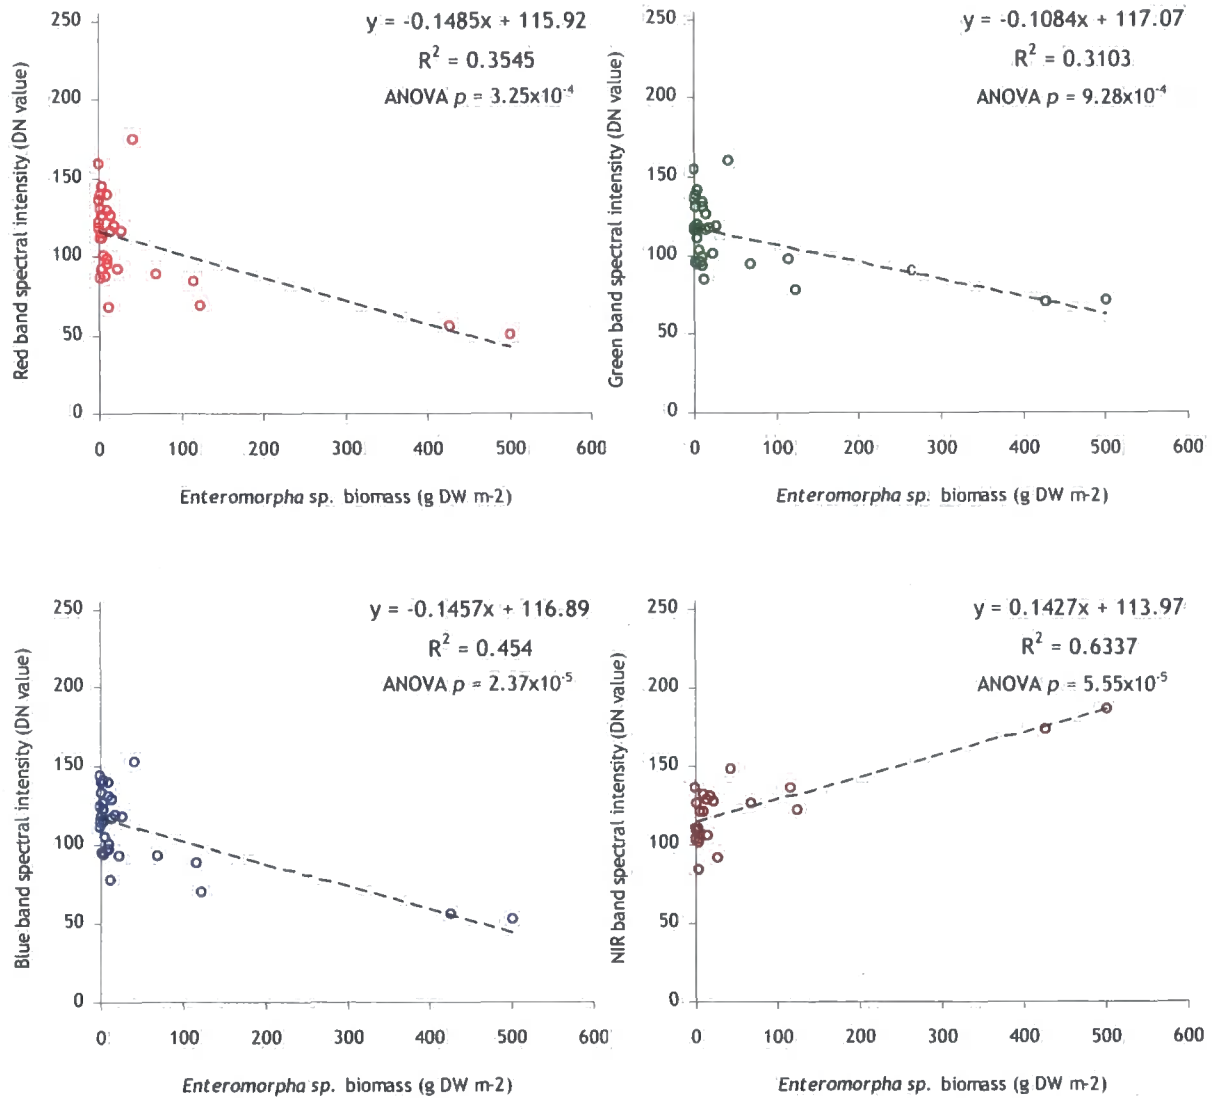 y = -0.1485x + 115.92
R² = 0.3545
ANOVA p = 3.25x10⁻⁴
Red band spectral intensity (DN value)
250
200
150
100
50
0
0 100 200 300 400 500 600
Enteromorpha sp. biomass (g DW m-2)
y = -0.1084x + 117.07
R² = 0.3103
ANOVA p = 9.28x10⁻⁴
Green band spectral intensity (DN value)
250
200
150
100
50
0
0 100 200 300 400 500 600
Enteromorpha sp. biomass (g DW m-2)
y = -0.1457x + 116.89
R² = 0.454
ANOVA p = 2.37x10⁻⁵
Blue band spectral intensity (DN value)
250
200
150
100
50
0
0 100 200 300 400 500 600
Enteromorpha sp. biomass (g DW m-2)
y = 0.1427x + 113.97
R² = 0.6337
ANOVA p = 5.55x10⁻⁵
NIR band spectral intensity (DN value)
250
200
150
100
50
0
0 100 200 300 400 500 600
Enteromorpha sp. biomass (g DW m-2)